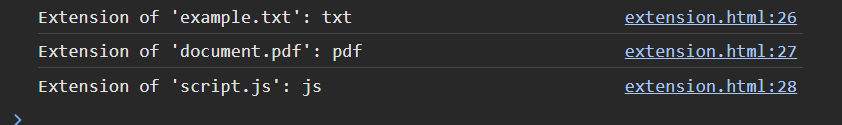 Extension of 'example.txt': txt extension.html:26
Extension of 'document.pdf': pdf extension.html:27
Extension of 'script.js': js extension.html:28
>